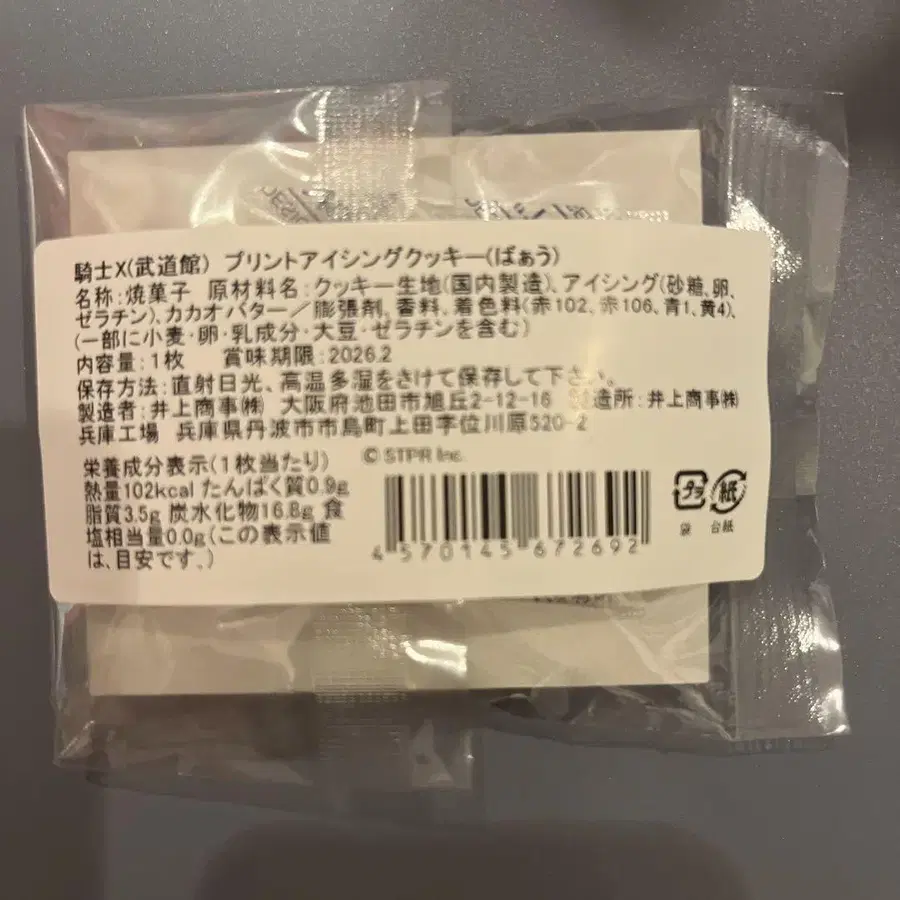 騎士X(武道館) プリントアイシングクッキー(ばぁう)
名称:焼菓子 原材料名:クッキー生地(国内製造)、アイシング(砂糖、卵、
ゼラチン)、カカオバター/膨張剤、香料、着色料(赤102、赤106、青1、黄4)、
(一部に小麦・卵・乳成分・大豆・ゼラチンを含む)
内容量:1枚 賞味期限:2026.2
保存方法:直射日光、高温多湿をさけて保存して下さい。
製造者:井上商事㈱ 大阪府池田市旭丘2-12-16 製造所:井上商事㈱
兵庫工場 兵庫県丹波市市島町上田字位川原520-2
栄養成分表示(1枚当たり)
熱量102kcal たんぱく質0.9g
脂質3.5g 炭水化物16.8g 食
塩相当量0.0g(この表示値
は、目安です。)
© STPR Inc.
4 570145 672692
プラ 紙
袋 台紙